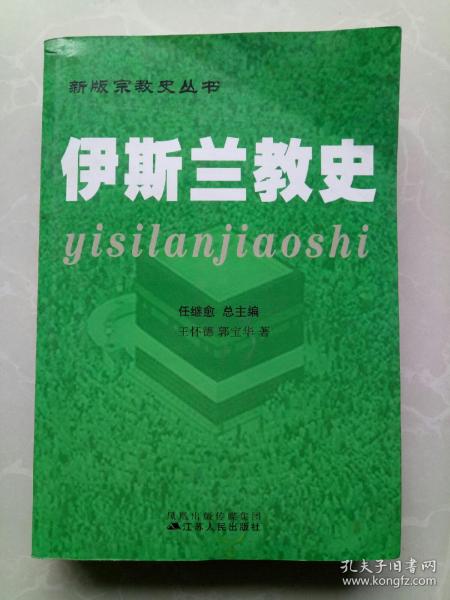 新版宗教史丛书
伊斯兰教史
yisilanjiaoshi
任继愈 总主编
王怀德 郭宝华 著
凤凰出版传媒集团
江苏人民出版社
孔夫子旧书网
www.kongfz.com